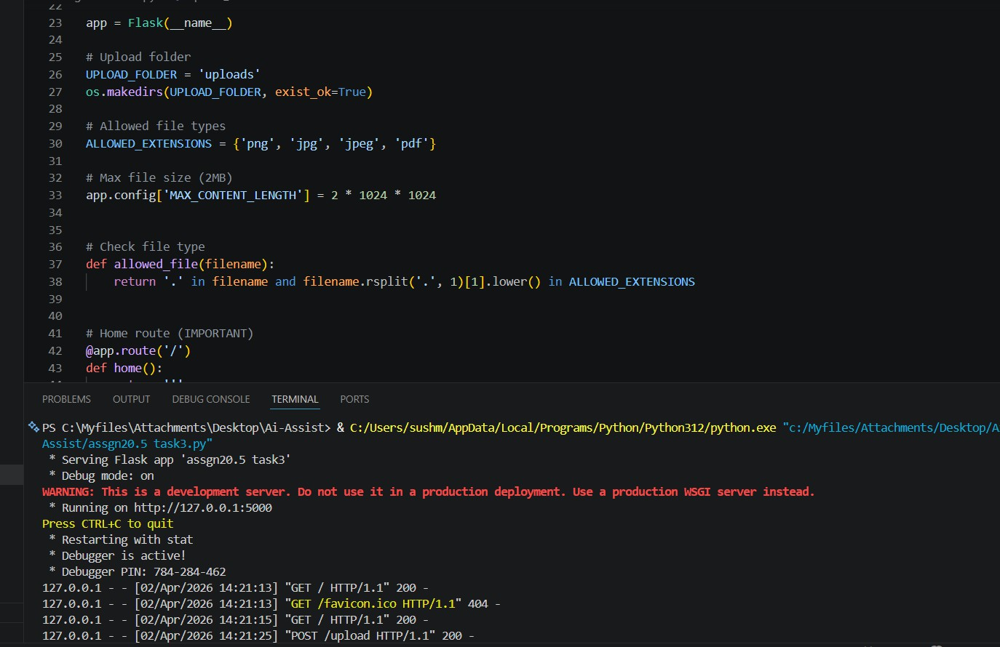 22
23 app = Flask(__name__)
24
25 # Upload folder
26 UPLOAD_FOLDER = 'uploads'
27 os.makedirs(UPLOAD_FOLDER, exist_ok=True)
28
29 # Allowed file types
30 ALLOWED_EXTENSIONS = {'png', 'jpg', 'jpeg', 'pdf'}
31
32 # Max file size (2MB)
33 app.config['MAX_CONTENT_LENGTH'] = 2 * 1024 * 1024
34
35
36 # Check file type
37 def allowed_file(filename):
38 return '.' in filename and filename.rsplit('.', 1)[1].lower() in ALLOWED_EXTENSIONS
39
40
41 # Home route (IMPORTANT)
42 @app.route('/')
43 def home():
PROBLEMS OUTPUT DEBUG CONSOLE TERMINAL PORTS
PS C:\Myfiles\Attachments\Desktop\Ai-Assist> & C:/Users/sushm/AppData/Local/Programs/Python/Python312/python.exe "c:/Myfiles/Attachments/Desktop/A
Assist/assgn20.5 task3.py"
* Serving Flask app 'assgn20.5 task3'
* Debug mode: on
WARNING: This is a development server. Do not use it in a production deployment. Use a production WSGI server instead.
* Running on http://127.0.0.1:5000
Press CTRL+C to quit
* Restarting with stat
* Debugger is active!
* Debugger PIN: 784-284-462
127.0.0.1 - - [02/Apr/2026 14:21:13] "GET / HTTP/1.1" 200 -
127.0.0.1 - - [02/Apr/2026 14:21:13] "GET /favicon.ico HTTP/1.1" 404 -
127.0.0.1 - - [02/Apr/2026 14:21:15] "GET / HTTP/1.1" 200 -
127.0.0.1 - - [02/Apr/2026 14:21:25] "POST /upload HTTP/1.1" 200 -